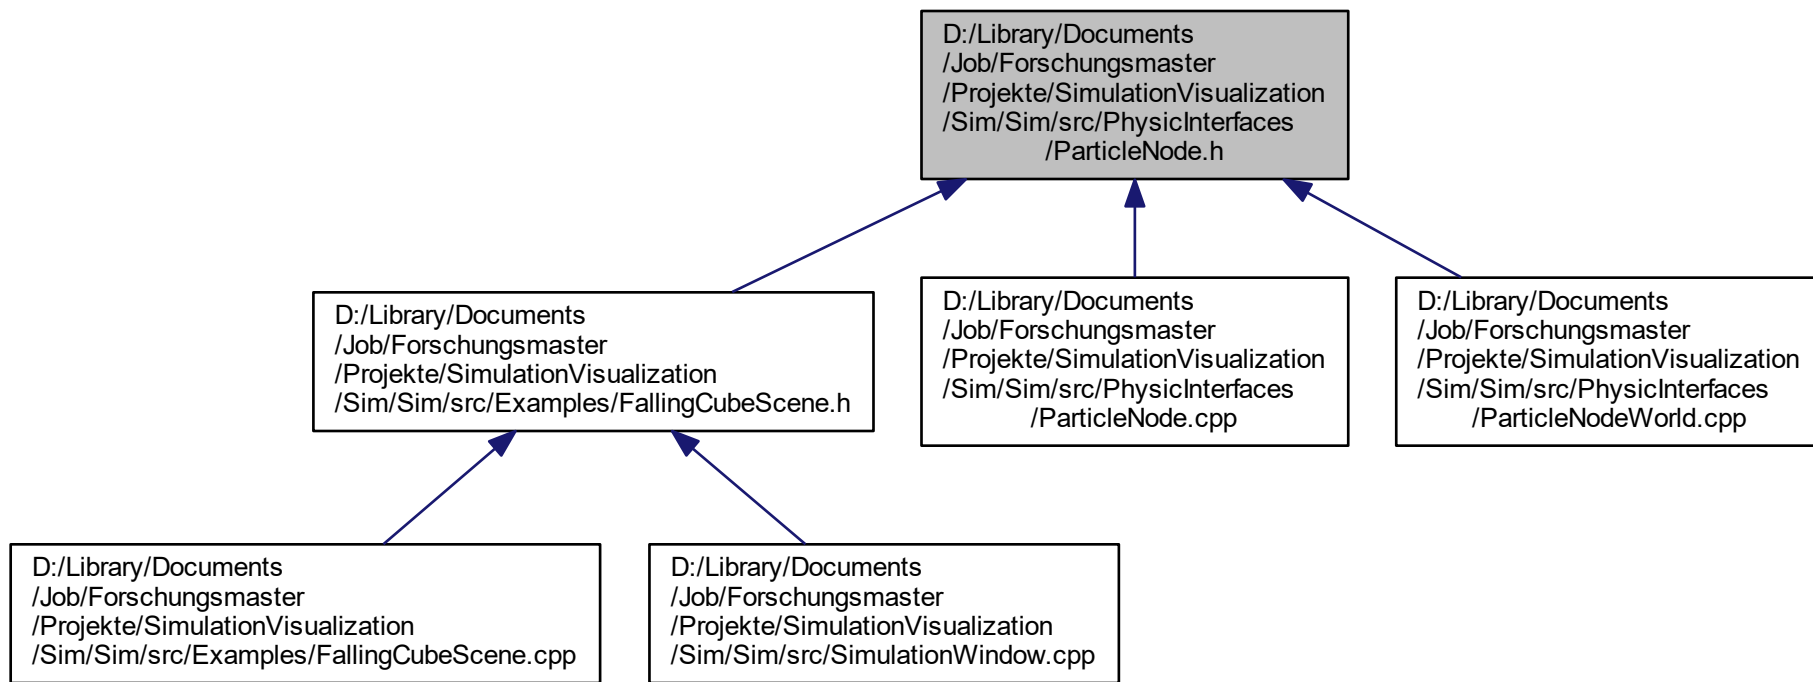 D:/Library/Documents
/Job/Forschungsmaster
/Projekte/SimulationVisualization
/Sim/Sim/src/PhysicInterfaces
/ParticleNode.h
D:/Library/Documents
/Job/Forschungsmaster
/Projekte/SimulationVisualization
/Sim/Sim/src/Examples/FallingCubeScene.h
D:/Library/Documents
/Job/Forschungsmaster
/Projekte/SimulationVisualization
/Sim/Sim/src/PhysicInterfaces
/ParticleNode.cpp
D:/Library/Documents
/Job/Forschungsmaster
/Projekte/SimulationVisualization
/Sim/Sim/src/PhysicInterfaces
/ParticleNodeWorld.cpp
D:/Library/Documents
/Job/Forschungsmaster
/Projekte/SimulationVisualization
/Sim/Sim/src/Examples/FallingCubeScene.cpp
D:/Library/Documents
/Job/Forschungsmaster
/Projekte/SimulationVisualization
/Sim/Sim/src/SimulationWindow.cpp